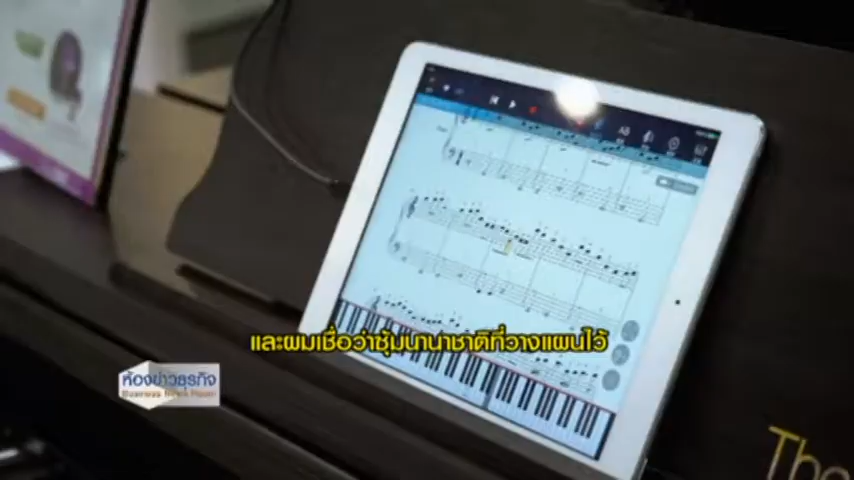 และผมเชื่อว่าซุ้มนานาชาติที่วางแผนไว้
ห้องข่าวธุรกิจ
Business News Room
The